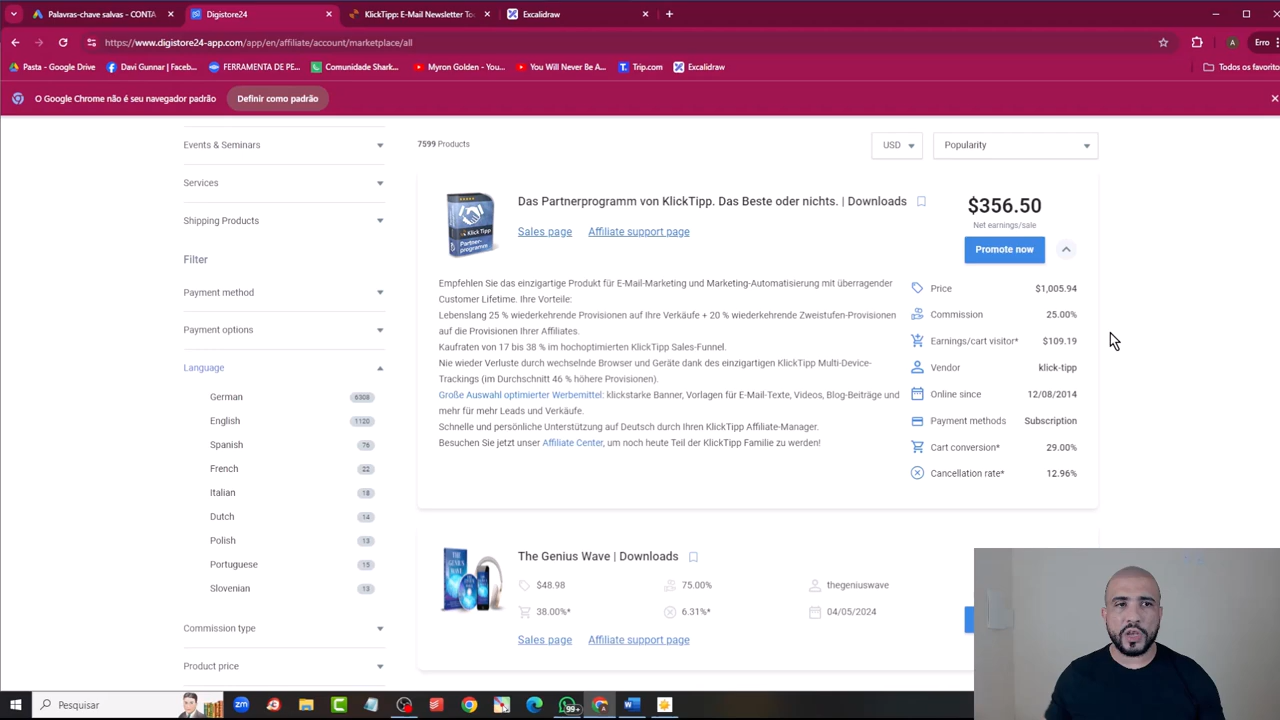 Palavras-chave salvas - CONTA
Digistore24
KlickTipp: E-Mail Newsletter To
Excalidraw
https://www.digistore24-app.com/app/en/affiliate/account/marketplace/all
A
Erro
Pasta - Google Drive
Davi Gunnar | Faceb...
FERRAMENTA DE PE...
Comunidade Shark...
Myron Golden - You...
You Will Never Be A...
Trip.com
Excalidraw
Todos os favorito
O Google Chrome não é seu navegador padrão
Definir como padrão
Events & Seminars
Services
Shipping Products
Filter
Payment method
Payment options
Language
German 6308
English 1120
Spanish 76
French 22
Italian 18
Dutch 14
Polish 13
Portuguese 15
Slovenian 13
Commission type
Product price
7599 Products
USD
Popularity
Das Partnerprogramm von KlickTipp. Das Beste oder nichts. | Downloads
Sales page
Affiliate support page
$356.50
Net earnings/sale
Promote now
Klick Tipp
Partner-
programm
Empfehlen Sie das einzigartige Produkt für E-Mail-Marketing und Marketing-Automatisierung mit überragender
Customer Lifetime. Ihre Vorteile:
Lebenslang 25 % wiederkehrende Provisionen auf Ihre Verkäufe + 20 % wiederkehrende Zweistufen-Provisionen
auf die Provisionen Ihrer Affiliates.
Kaufraten von 17 bis 38 % im hochoptimierten KlickTipp Sales-Funnel.
Nie wieder Verluste durch wechselnde Browser und Geräte dank des einzigartigen KlickTipp Multi-Device-
Trackings (im Durchschnitt 46 % höhere Provisionen).
Große Auswahl optimierter Werbemittel: klickstarke Banner, Vorlagen für E-Mail-Texte, Videos, Blog-Beiträge und
mehr für mehr Leads und Verkäufe.
Schnelle und persönliche Unterstützung auf Deutsch durch Ihren KlickTipp Affiliate-Manager.
Besuchen Sie jetzt unser Affiliate Center, um noch heute Teil der KlickTipp Familie zu werden!
Price $1,005.94
Commission 25.00%
Earnings/cart visitor* $109.19
Vendor klick-tipp
Online since 12/08/2014
Payment methods Subscription
Cart conversion* 29.00%
Cancellation rate* 12.96%
The Genius Wave | Downloads
$48.98
75.00%
thegeniuswave
38.00%*
6.31%*
04/05/2024
Sales page
Affiliate support page
Pesquisar
zm
99+